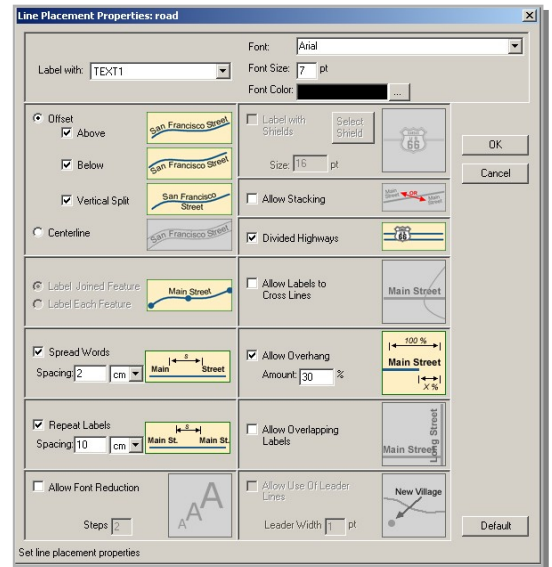 Line Placement Properties: road
Label with: TEXT1
Font: Arial
Font Size: 7 pt
Font Color: ...
Offset
Above
San Francisco Street
Below
San Francisco Street
Vertical Split
San Francisco
Street
Centerline
San Francisco Street
Label Joined Feature
Label Each Feature
Main Street
Spread Words
Spacing: 2 cm
s
Main Street
Repeat Labels
Spacing: 10 cm
s
Main St. Main St.
Allow Font Reduction
Steps 2
A A A
Label with
Shields
Select
Shield
Size: 16 pt
66
Allow Stacking
Main
Street
OR
Main
Street
Divided Highways
66
Allow Labels to
Cross Lines
Main Street
Allow Overhang
Amount: 30 %
100 %
Main Street
X %
Allow Overlapping
Labels
Main Street
Long Street
Allow Use Of Leader
Lines
Leader Width 1 pt
New Village
OK
Cancel
Default
Set line placement properties